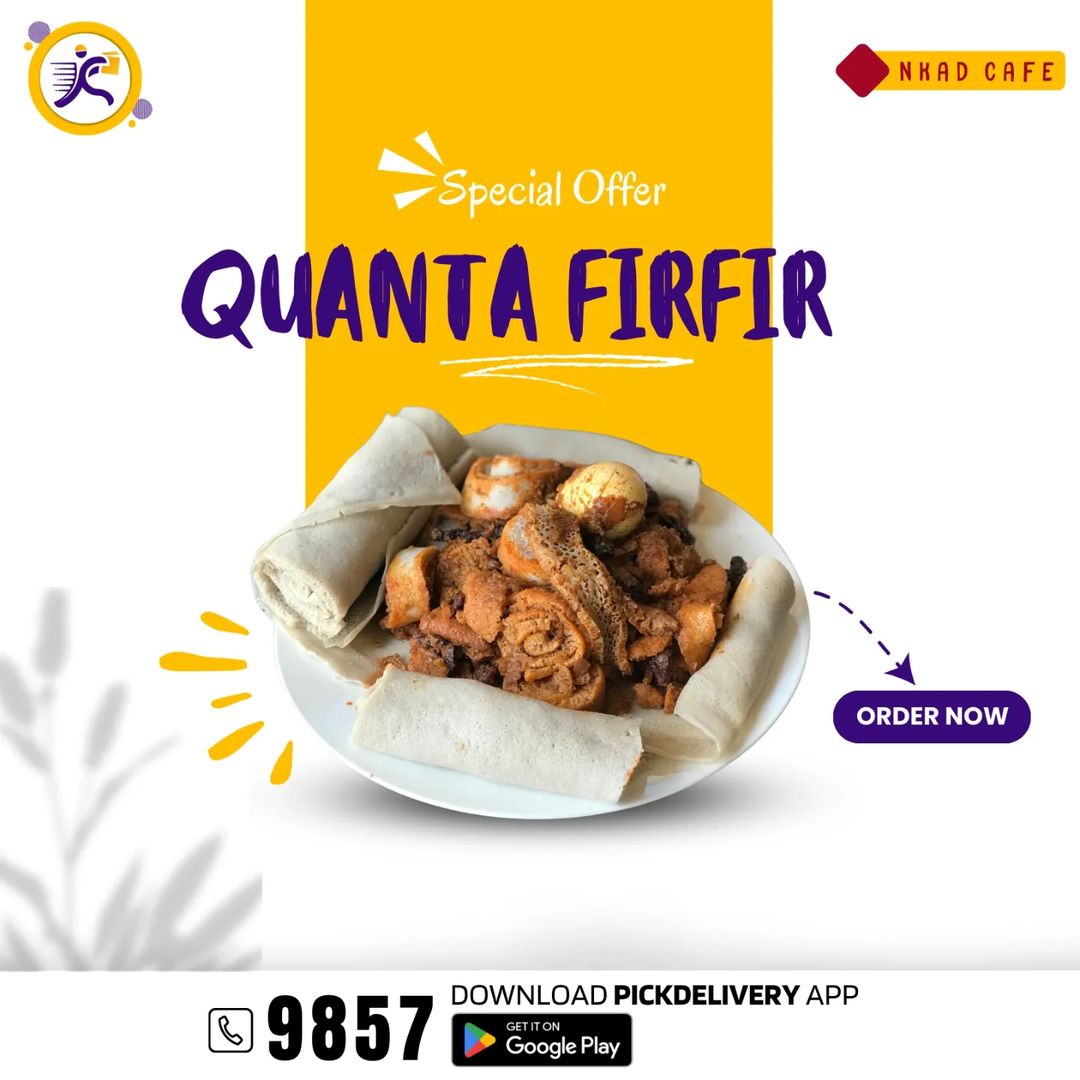 NKAD CAFE
Special Offer
QUANTA FIRFIR
ORDER NOW
9857
DOWNLOAD PICKDELIVERY APP
GET IT ON
Google Play